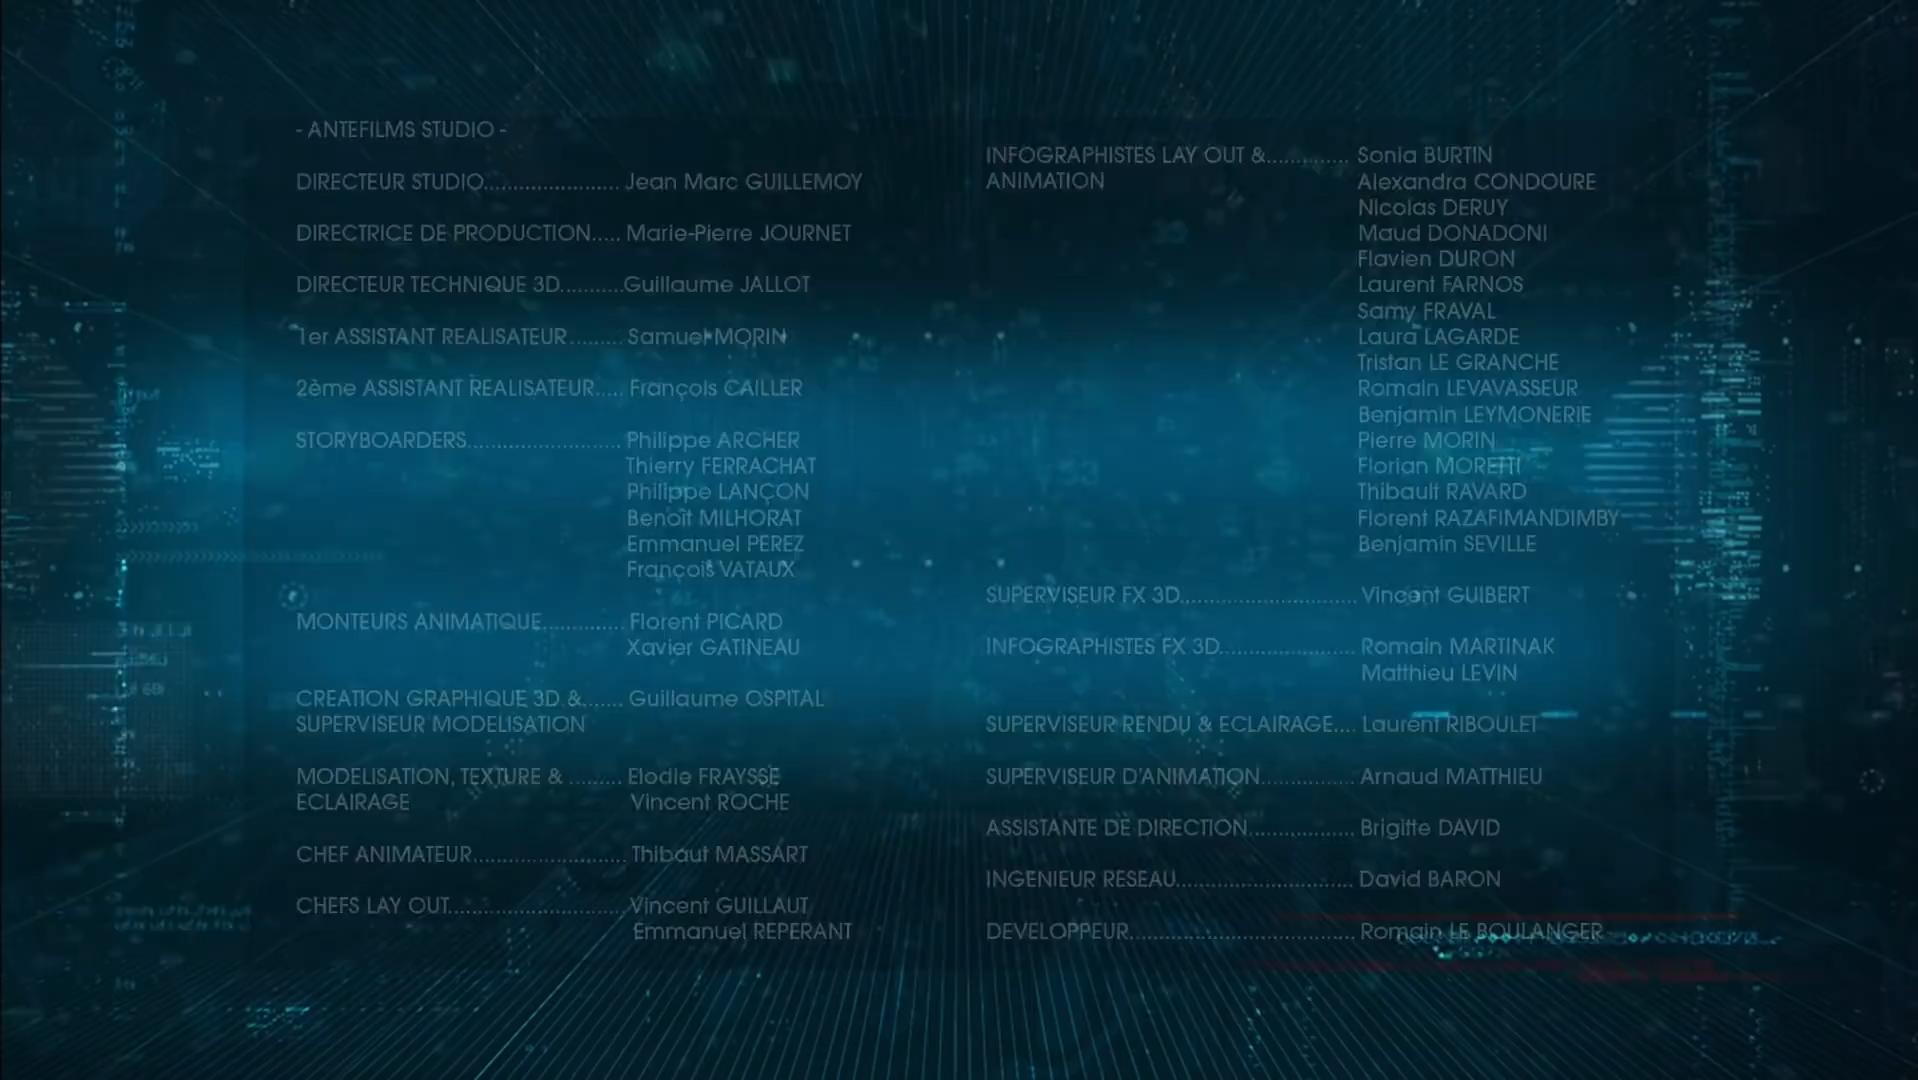 - ANTEFILMS STUDIO -
DIRECTEUR STUDIO....................... Jean Marc GUILLEMOY
DIRECTRICE DE PRODUCTION..... Marie-Pierre JOURNET
DIRECTEUR TECHNIQUE 3D...........Guillaume JALLOT
1er ASSISTANT REALISATEUR......... Samuel MORIN
2ème ASSISTANT REALISATEUR..... François CAILLER
STORYBOARDERS.......................... Philippe ARCHER
Thierry FERRACHAT
Philippe LANÇON
Benoît MILHORAT
Emmanuel PEREZ
François VATAUX
MONTEURS ANIMATIQUE.............. Florent PICARD
Xavier GATINEAU
CREATION GRAPHIQUE 3D &....... Guillaume OSPITAL
SUPERVISEUR MODELISATION
MODELISATION, TEXTURE & ......... Elodie FRAYSSE
ECLAIRAGE Vincent ROCHE
CHEF ANIMATEUR.......................... Thibaut MASSART
CHEFS LAY OUT.............................. Vincent GUILLAUT
Emmanuel REPERANT
INFOGRAPHISTES LAY OUT &.............. Sonia BURTIN
ANIMATION Alexandra CONDOURE
Nicolas DERUY
Maud DONADONI
Flavien DURON
Laurent FARNOS
Samy FRAVAL
Laura LAGARDE
Tristan LE GRANCHE
Romain LEVAVASSEUR
Benjamin LEYMONERIE
Pierre MORIN
Florian MORETTI
Thibault RAVARD
Florent RAZAFIMANDIMBY
Benjamin SEVILLE
SUPERVISEUR FX 3D.............................. Vincent GUIBERT
INFOGRAPHISTES FX 3D....................... Romain MARTINAK
Matthieu LEVIN
SUPERVISEUR RENDU & ECLAIRAGE.... Laurent RIBOULET
SUPERVISEUR D'ANIMATION................ Arnaud MATTHIEU
ASSISTANTE DE DIRECTION.................. Brigitte DAVID
INGENIEUR RESEAU.............................. David BARON
DEVELOPPEUR...................................... Romain LE BOULANGER